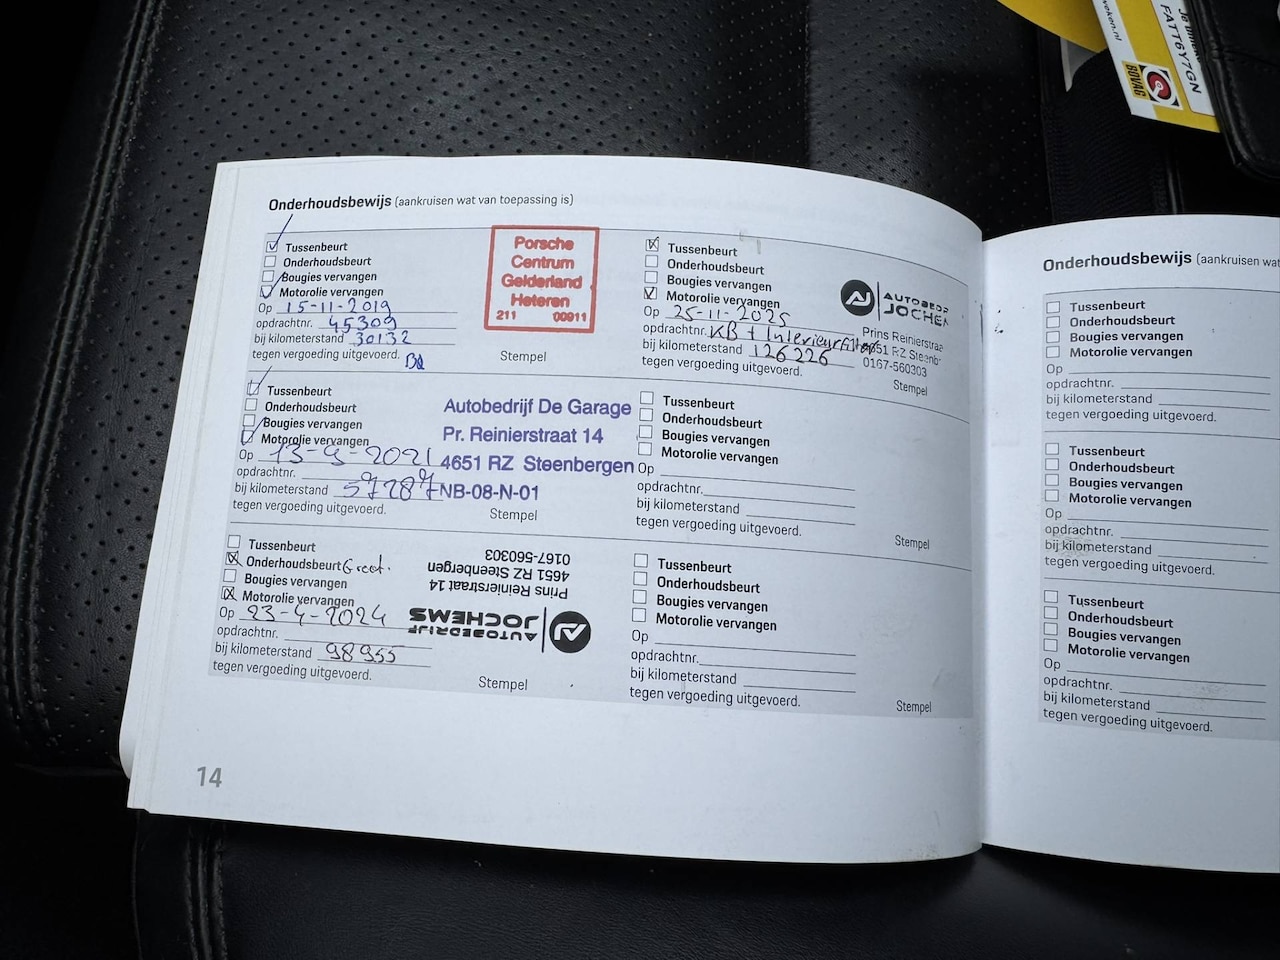 Onderhoudsbewijs (aankruisen wat van toepassing is)
Tussenbeurt
Onderhoudsbeurt
Bougies vervangen
Motorolie vervangen
Op 15-11-2019
opdrachtnr. 45309
bij kilometerstand 30132
tegen vergoeding uitgevoerd.
Stempel
Porsche
Centrum
Gelderland
Heteren
211 00911
Tussenbeurt
Onderhoudsbeurt
Bougies vervangen
Motorolie vervangen
Op 13-9-2021
opdrachtnr.
bij kilometerstand 57287
tegen vergoeding uitgevoerd.
Stempel
Autobedrijf De Garage
Pr. Reinierstraat 14
4651 RZ Steenbergen
NB-08-N-01
Tussenbeurt
Onderhoudsbeurt Groot.
Bougies vervangen
Motorolie vervangen
Op 23-4-2024
opdrachtnr.
bij kilometerstand 98955
tegen vergoeding uitgevoerd.
Stempel
AUTOBEDRIJF
JOCHEMS
Prins Reinierstraat 14
4651 RZ Steenbergen
0167-560303
Tussenbeurt
Onderhoudsbeurt
Bougies vervangen
Motorolie vervangen
Op 25-11-2025
opdrachtnr. KB + Interieurfilter
bij kilometerstand 126226
tegen vergoeding uitgevoerd.
Stempel
AUTOBEDR
JOCHEM
Prins Reinierstraa
4651 RZ Steenb
0167-560303
Tussenbeurt
Onderhoudsbeurt
Bougies vervangen
Motorolie vervangen
Op
opdrachtnr.
bij kilometerstand
tegen vergoeding uitgevoerd.
Stempel
Tussenbeurt
Onderhoudsbeurt
Bougies vervangen
Motorolie vervangen
Op
opdrachtnr.
bij kilometerstand
tegen vergoeding uitgevoerd.
Stempel
14
Onderhoudsbewijs (aankruisen wat
Tussenbeurt
Onderhoudsbeurt
Bougies vervangen
Motorolie vervangen
Op
opdrachtnr.
bij kilometerstand
tegen vergoeding uitgevoerd.
Tussenbeurt
Onderhoudsbeurt
Bougies vervangen
Motorolie vervangen
Op
opdrachtnr.
bij kilometerstand
tegen vergoeding uitgevoerd.
Tussenbeurt
Onderhoudsbeurt
Bougies vervangen
Motorolie vervangen
Op
opdrachtnr.
bij kilometerstand
tegen vergoeding uitgevoerd.
weken.nl
FATT6Y7GN
BOVAG